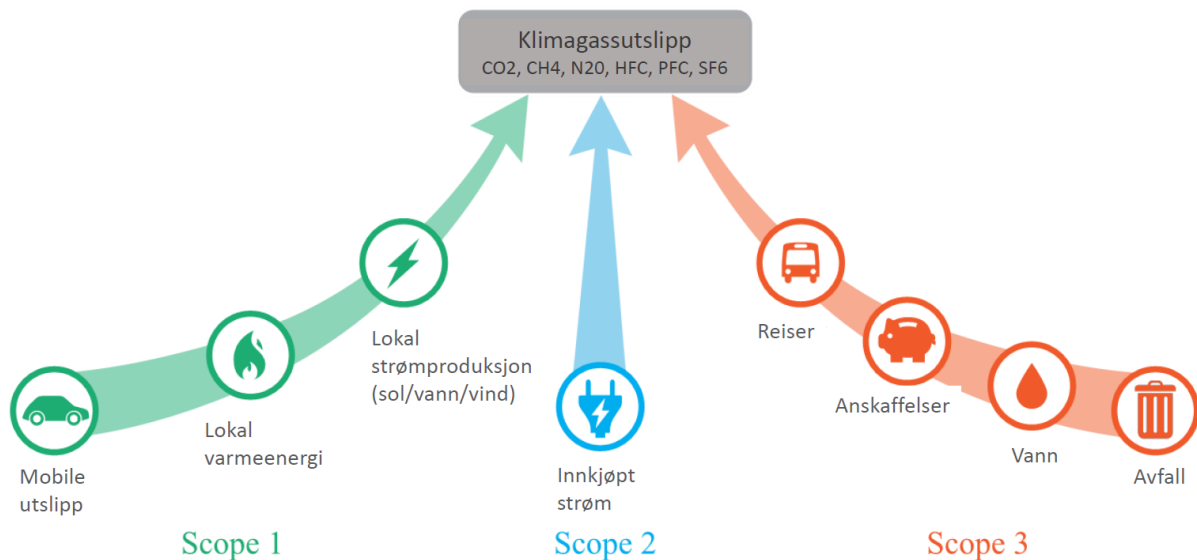 Klimagassutslipp
CO2, CH4, N20, HFC, PFC, SF6
Mobile
utslipp
Lokal
varmeenergi
Lokal
strømproduksjon
(sol/vann/vind)
Scope 1
Innkjøpt
strøm
Scope 2
Reiser
Anskaffelser
Vann
Avfall
Scope 3